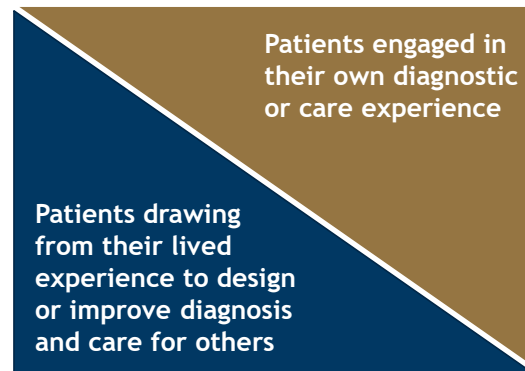 Patients engaged in
their own diagnostic
or care experience
Patients drawing
from their lived
experience to design
or improve diagnosis
and care for others